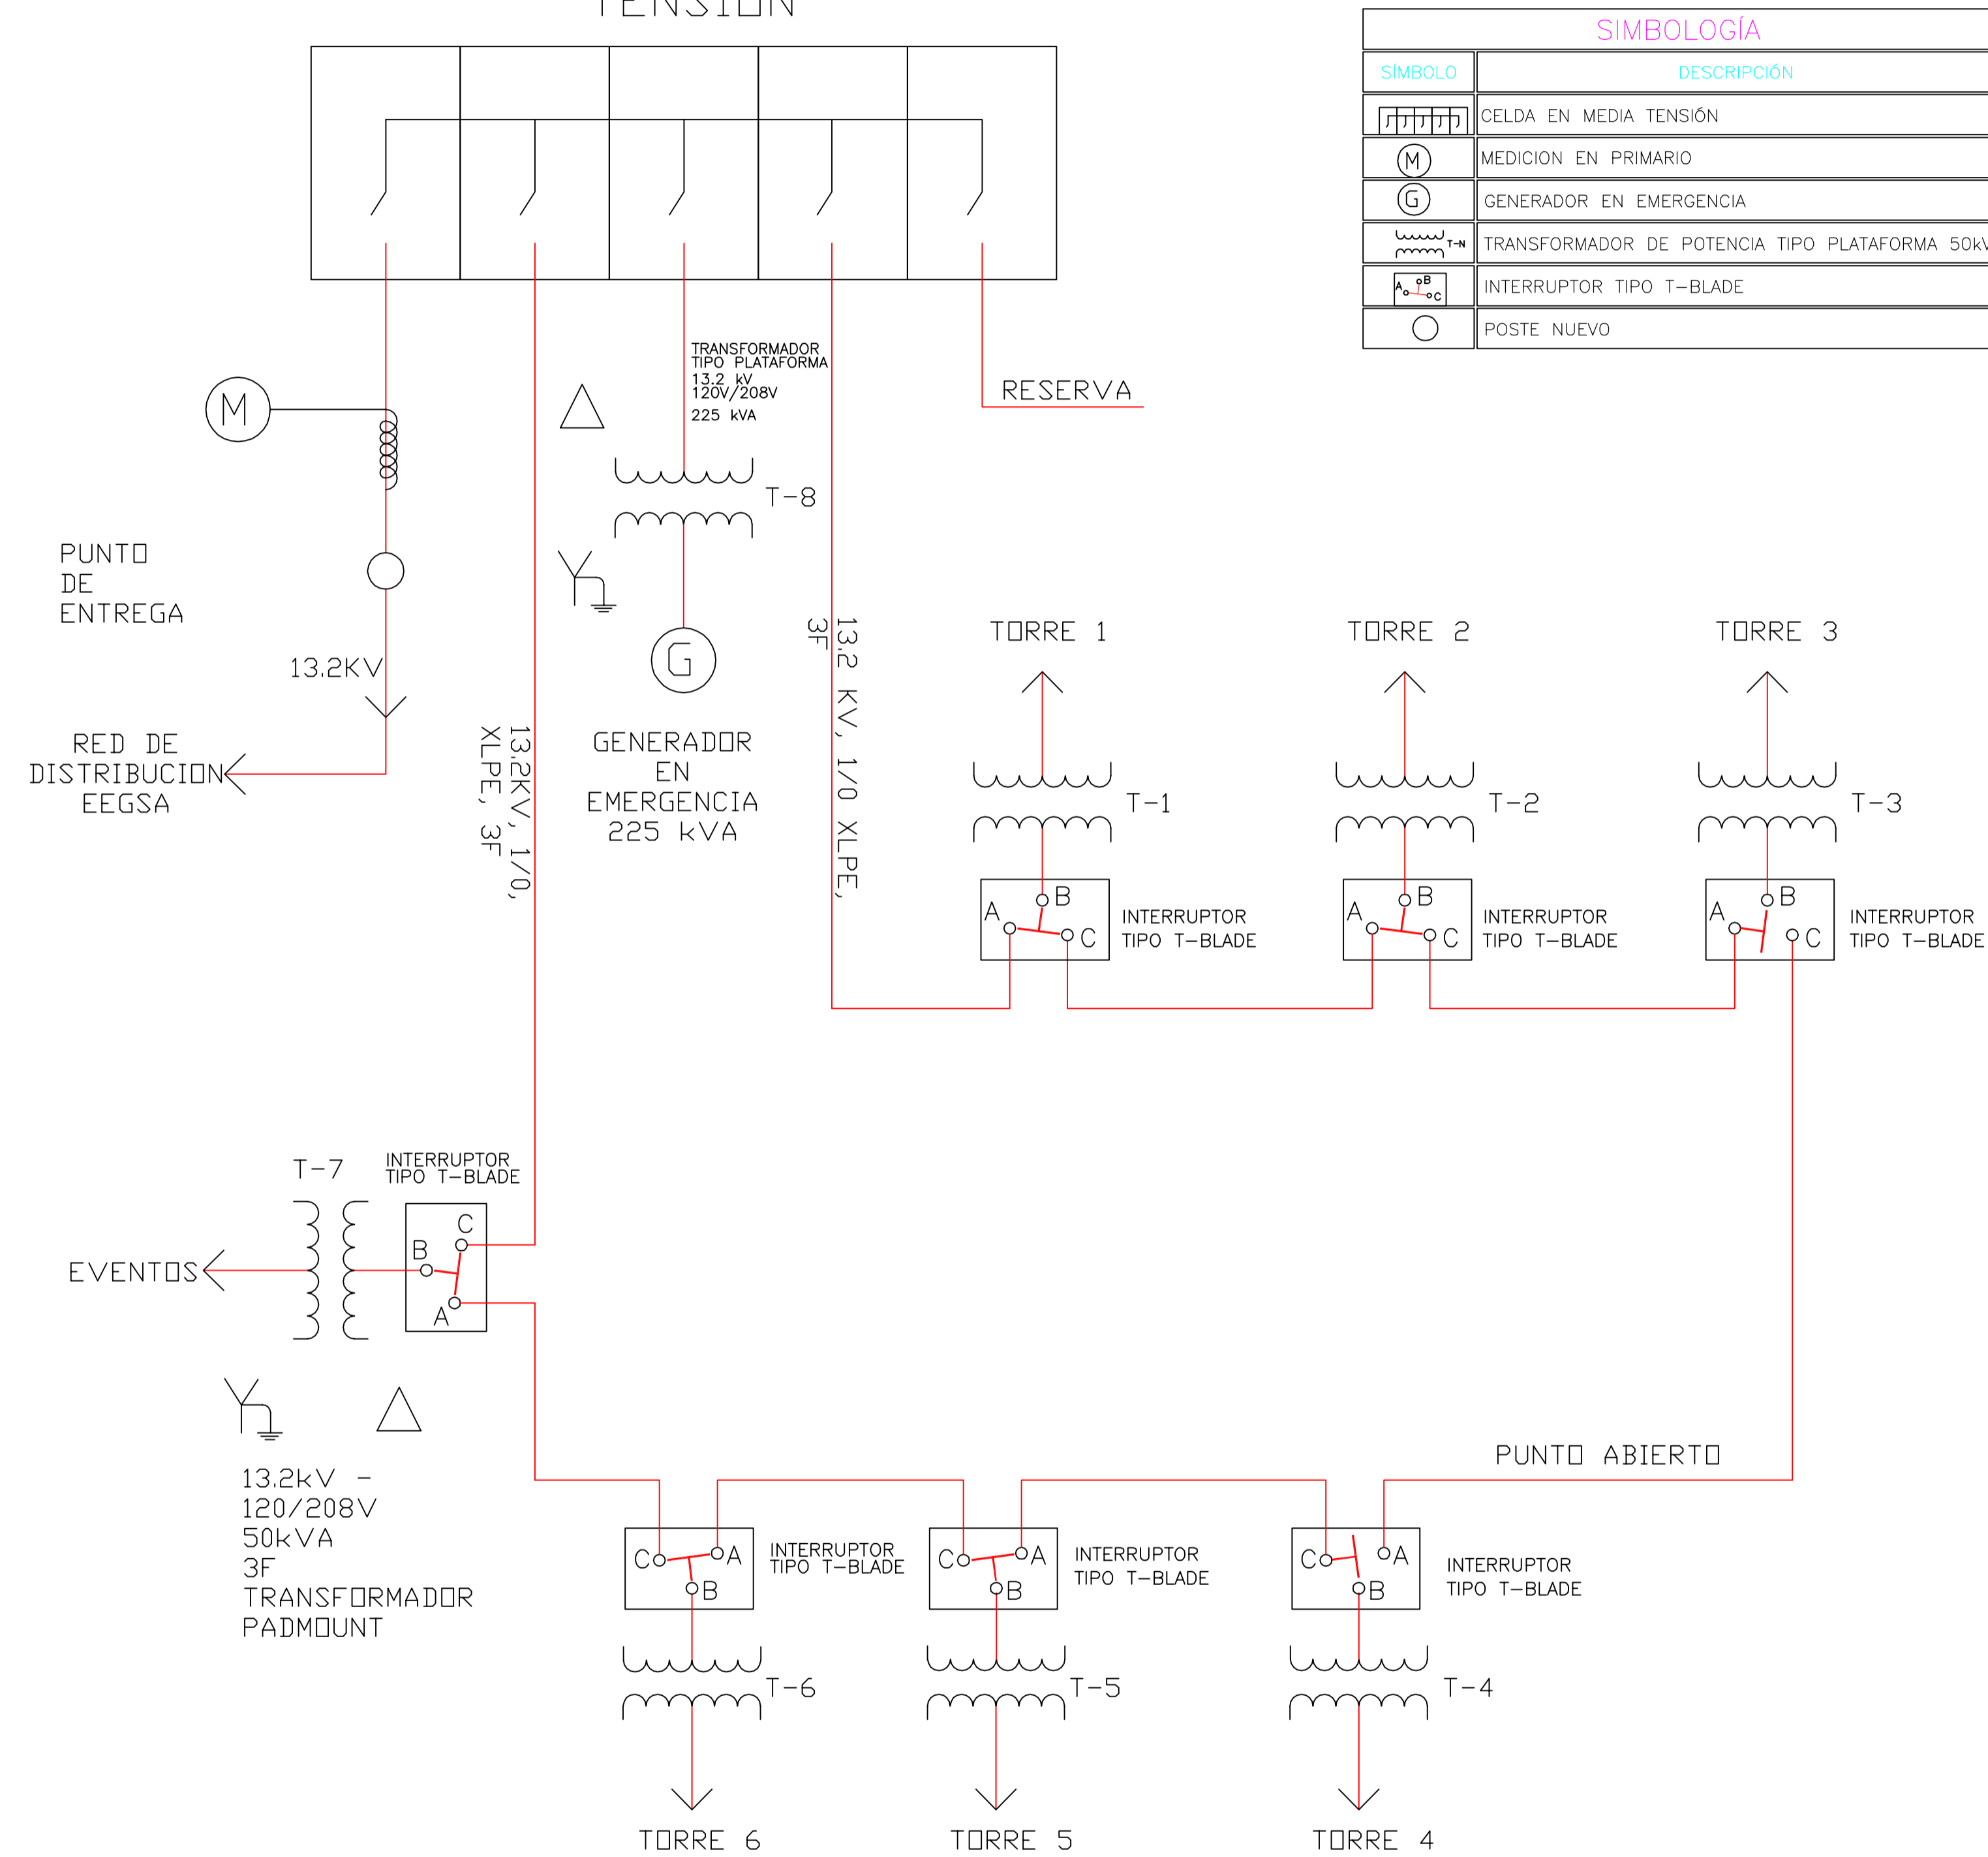 TENSION
SIMBOLOGÍA
SÍMBOLO DESCRIPCIÓN
CELDA EN MEDIA TENSIÓN
M MEDICION EN PRIMARIO
G GENERADOR EN EMERGENCIA
T-N TRANSFORMADOR DE POTENCIA TIPO PLATAFORMA
A B C INTERRUPTOR TIPO T-BLADE
POSTE NUEVO
TRANSFORMADOR
TIPO PLATAFORMA
13.2 kV
120V/208V
225 kVA
RESERVA
M
T-8
PUNTO
DE
ENTREGA
13.2KV
RED DE
DISTRIBUCION
EEGSA
G
GENERADOR
EN
EMERGENCIA
225 kVA
13.2KV, 1/0,
XLPE, 3F
13.2 KV, 1/0 XLPE,
3F
TORRE 1
T-1
A B C
INTERRUPTOR
TIPO T-BLADE
TORRE 2
T-2
A B C
INTERRUPTOR
TIPO T-BLADE
TORRE 3
T-3
A B C
INTERRUPTOR
TIPO T-BLADE
T-7
INTERRUPTOR
TIPO T-BLADE
C
B
A
EVENTOS
13.2kV -
120/208V
50kVA
3F
TRANSFORMADOR
PADMOUNT
PUNTO ABIERTO
C A
B
INTERRUPTOR
TIPO T-BLADE
T-6
TORRE 6
C A
B
INTERRUPTOR
TIPO T-BLADE
T-5
TORRE 5
C A
B
INTERRUPTOR
TIPO T-BLADE
T-4
TORRE 4